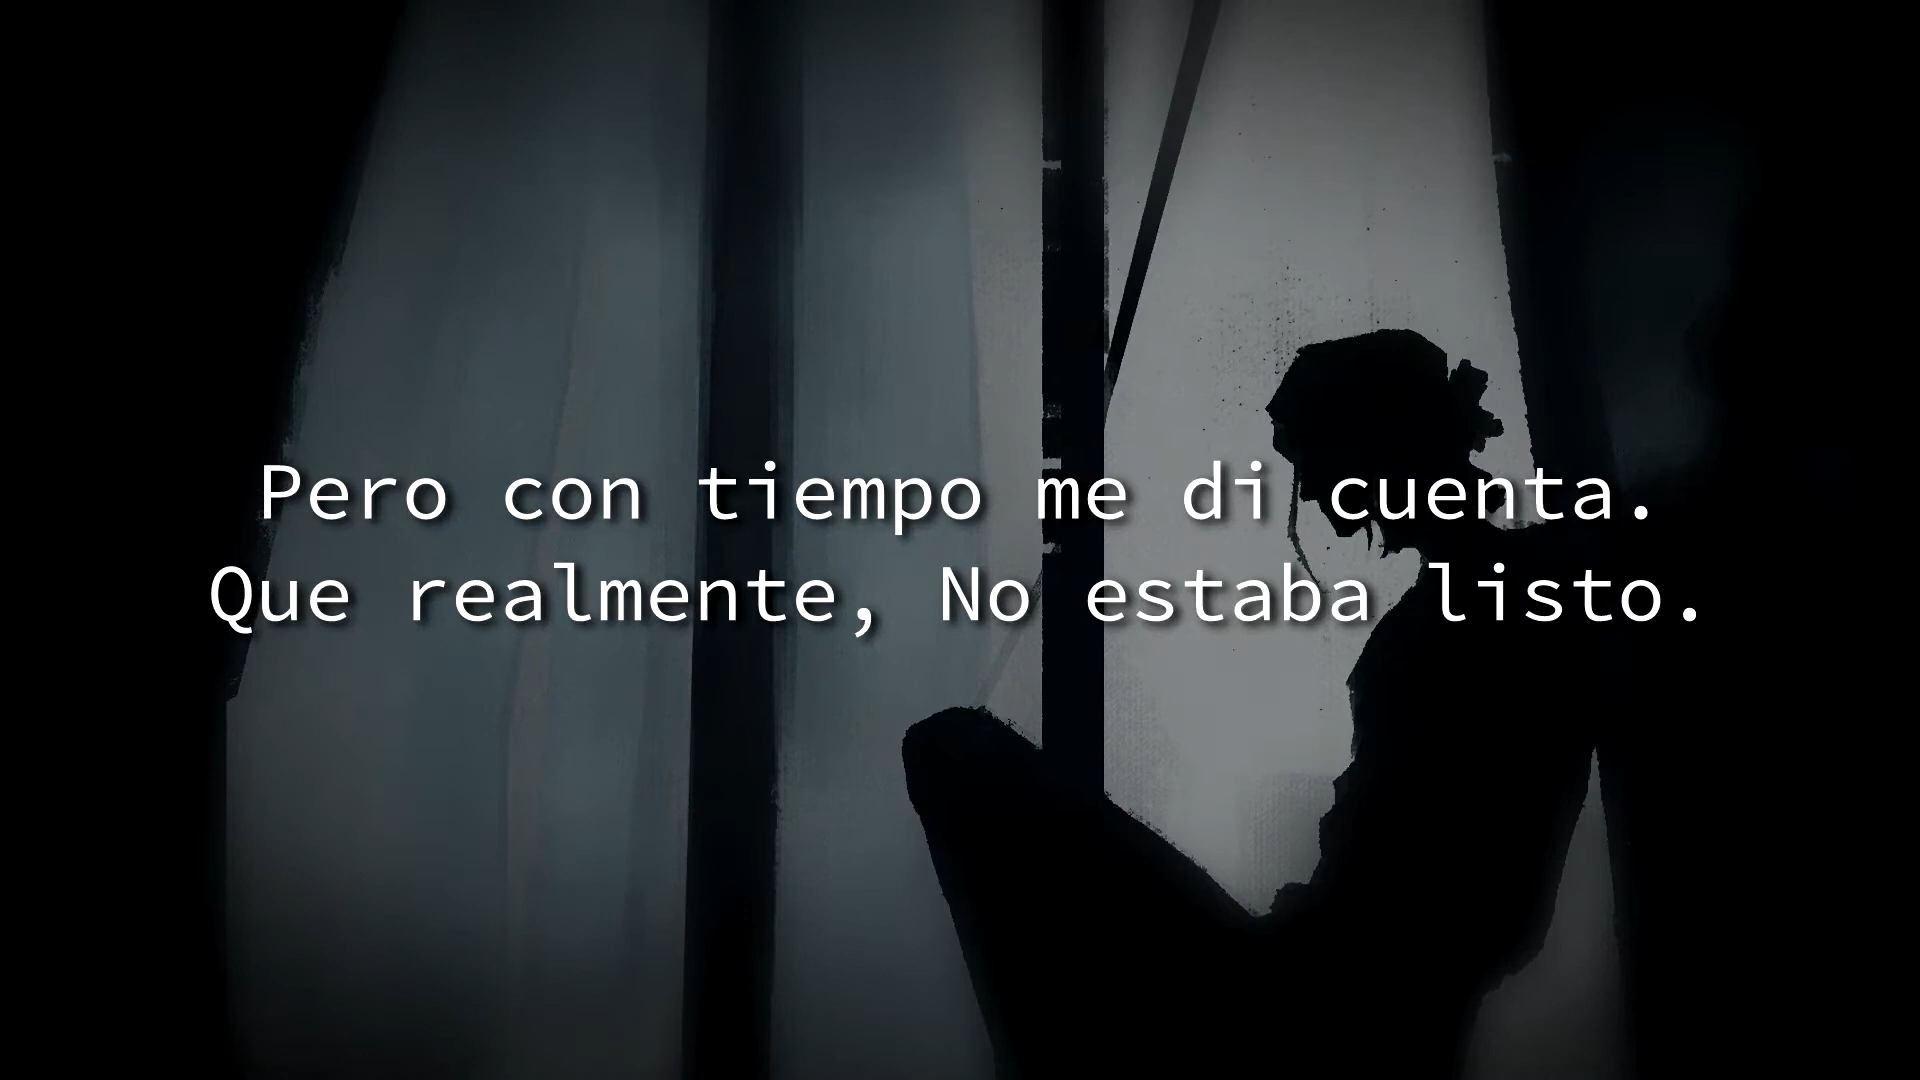 Pero con tiempo me di cuenta.
Que realmente, No estaba listo.